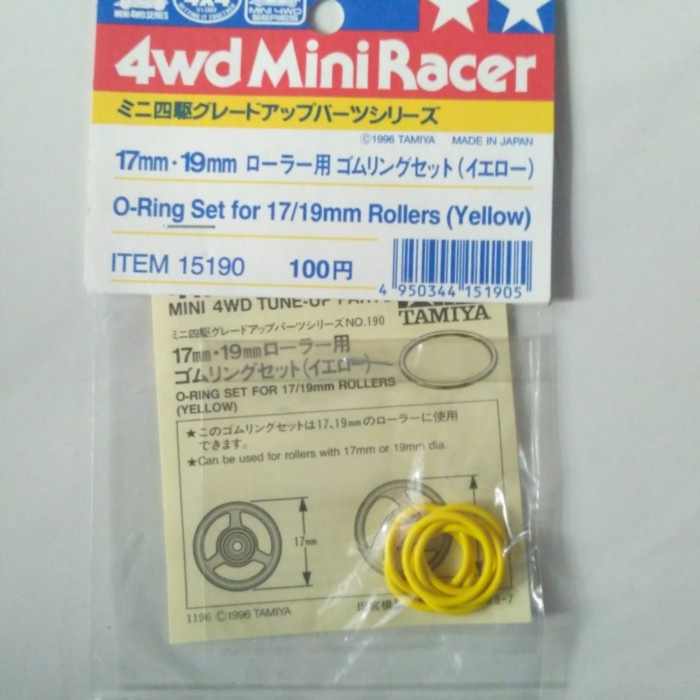 MINI 4WD SERIES
4X4
MINI 4WD
4wd Mini Racer
ミニ四駆グレードアップパーツシリーズ
©1996 TAMIYA MADE IN JAPAN
17mm・19mm ローラー用 ゴムリングセット(イエロー)
O-Ring Set for 17/19mm Rollers (Yellow)
ITEM 15190 100円
4 950344 151905
MINI 4WD TUNE-UP PARTS
TAMIYA
ミニ四駆グレードアップパーツシリーズNO.190
17mm・19mmローラー用
ゴムリングセット(イエロー)
O-RING SET FOR 17/19mm ROLLERS
(YELLOW)
★このゴムリングセットは17、19mmのローラーに使用
できます。
★Can be used for rollers with 17mm or 19mm dia.
17mm
1196 ©1996 TAMIYA